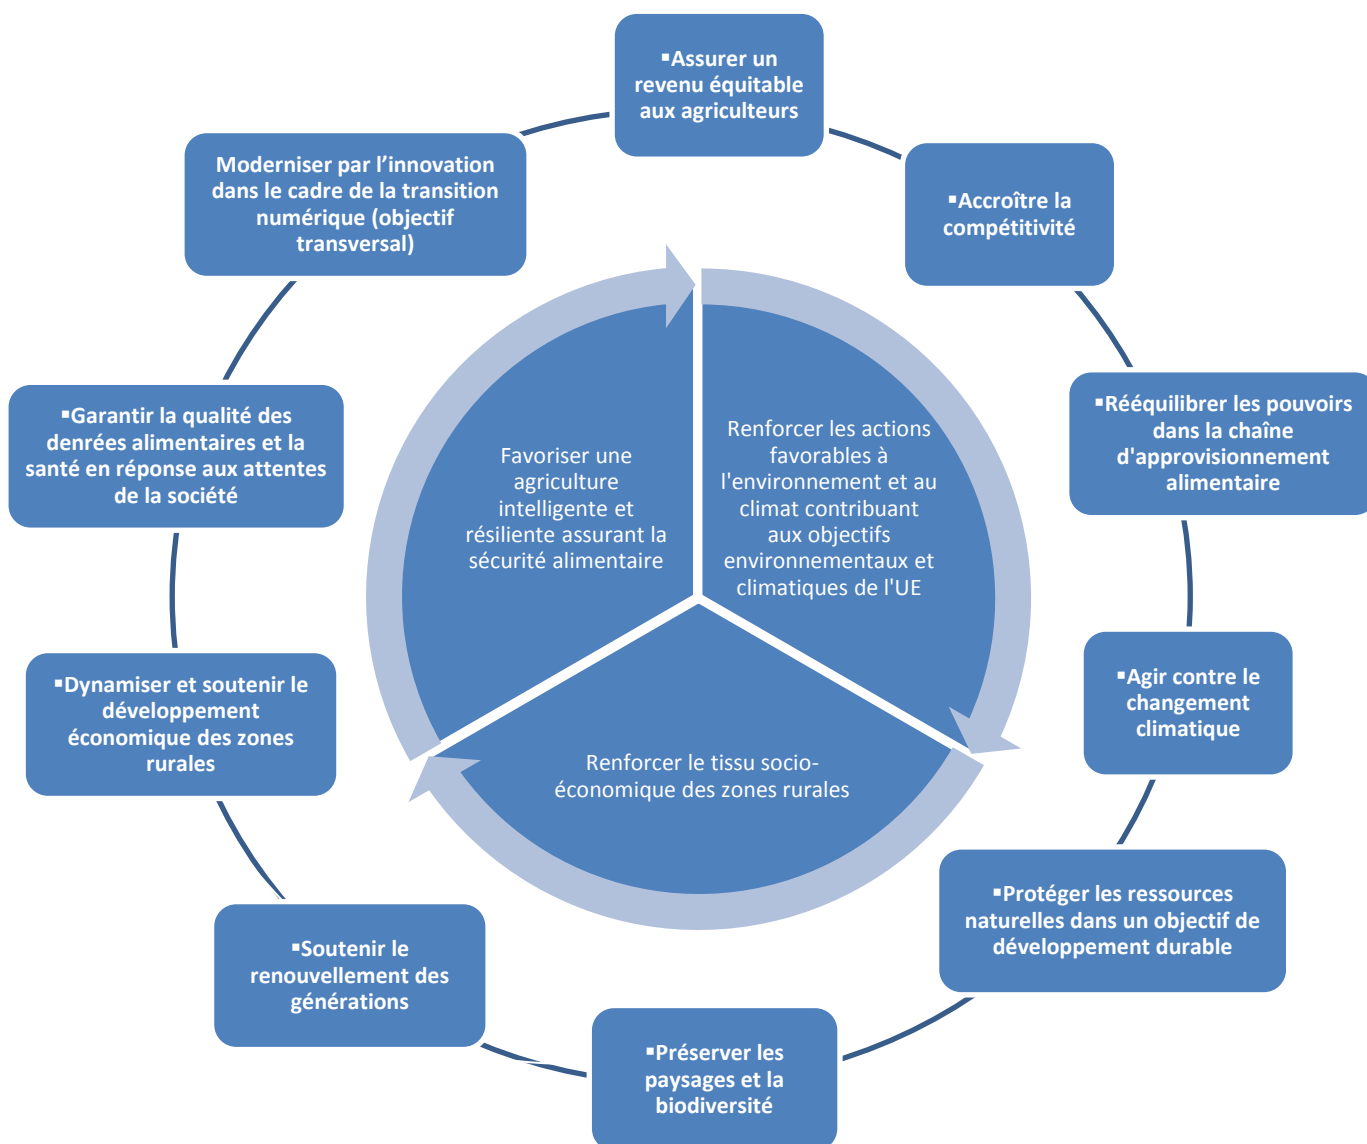 ▪Assurer un
revenu équitable
aux agriculteurs
▪Accroître la
compétitivité
▪Rééquilibrer les pouvoirs
dans la chaîne
d'approvisionnement
alimentaire
▪Agir contre le
changement
climatique
▪Protéger les ressources
naturelles dans un objectif de
développement durable
▪Préserver les
paysages et la
biodiversité
▪Soutenir le
renouvellement des
générations
▪Dynamiser et soutenir le
développement
économique des zones
rurales
▪Garantir la qualité des
denrées alimentaires et la
santé en réponse aux attentes
de la société
Moderniser par l’innovation
dans le cadre de la transition
numérique (objectif
transversal)
Favoriser une
agriculture
intelligente et
résiliente assurant la
sécurité alimentaire
Renforcer les actions
favorables à
l'environnement et au
climat contribuant
aux objectifs
environnementaux et
climatiques de l'UE
Renforcer le tissu socio-
économique des zones rurales